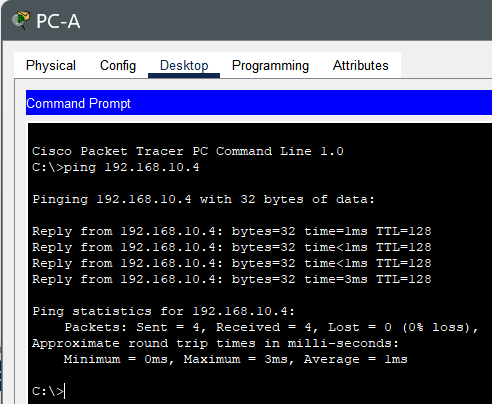 PC-A
Physical Config Desktop Programming Attributes
Command Prompt
Cisco Packet Tracer PC Command Line 1.0
C:\>ping 192.168.10.4
Pinging 192.168.10.4 with 32 bytes of data:
Reply from 192.168.10.4: bytes=32 time=1ms TTL=128
Reply from 192.168.10.4: bytes=32 time<1ms TTL=128
Reply from 192.168.10.4: bytes=32 time<1ms TTL=128
Reply from 192.168.10.4: bytes=32 time=3ms TTL=128
Ping statistics for 192.168.10.4:
Packets: Sent = 4, Received = 4, Lost = 0 (0% loss),
Approximate round trip times in milli-seconds:
Minimum = 0ms, Maximum = 3ms, Average = 1ms
C:\>